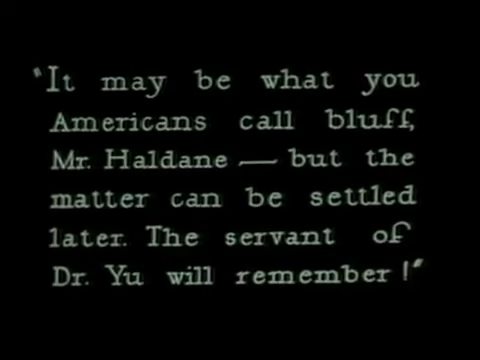 "It may be what you
Americans call bluff,
Mr. Haldane — but the
matter can be settled
later. The servant of
Dr. Yu will remember!"